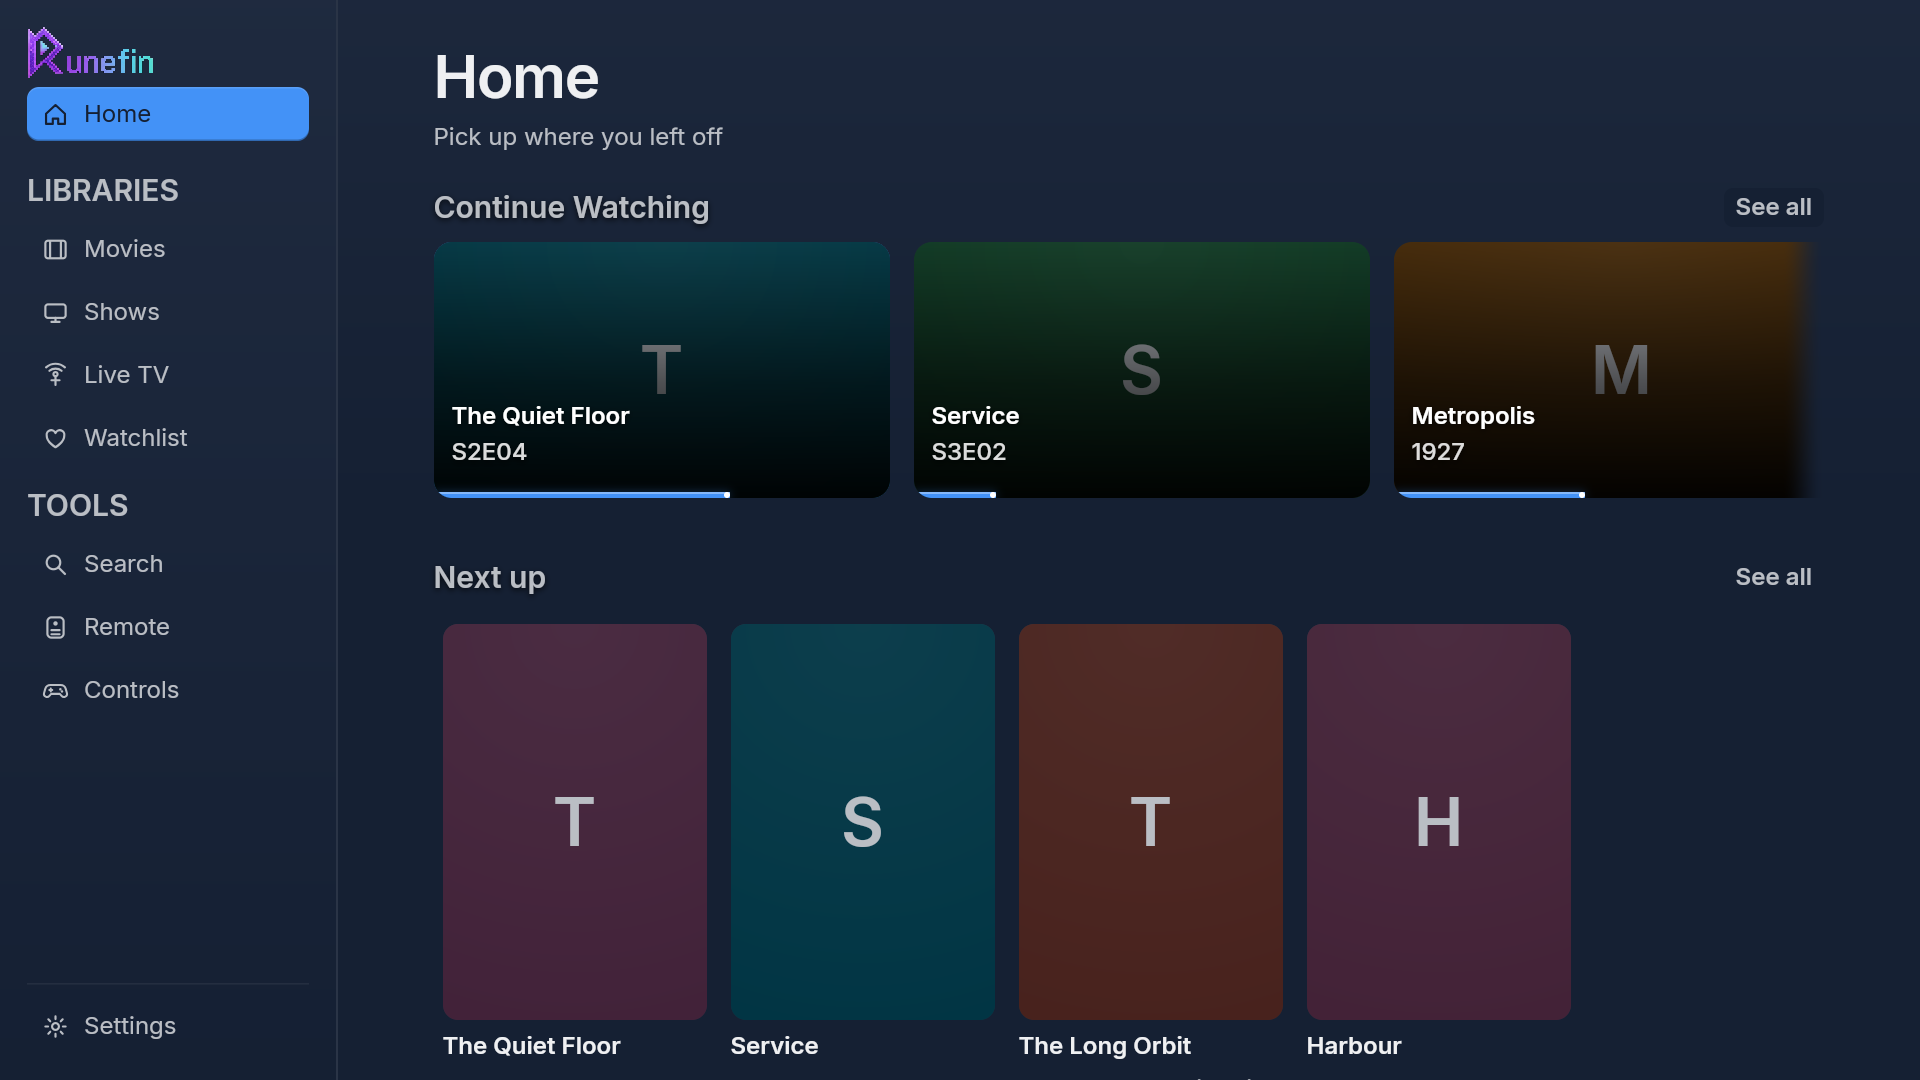 Runefin
Home
LIBRARIES
Movies
Shows
Live TV
Watchlist
TOOLS
Search
Remote
Controls
Settings
Home
Pick up where you left off
Continue Watching
See all
T
The Quiet Floor
S2E04
S
Service
S3E02
M
Metropolis
1927
Next up
See all
T
The Quiet Floor
S
Service
T
The Long Orbit
H
Harbour